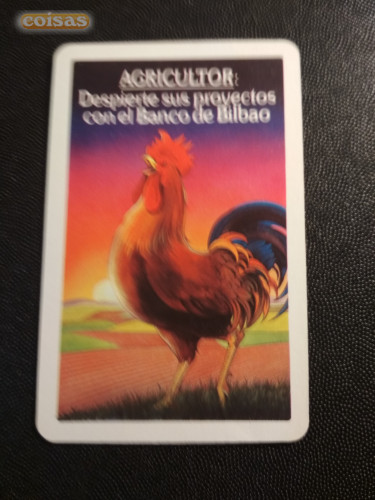 coisas
AGRICULTOR:
Despierte sus proyectos
con el Banco de Bilbao